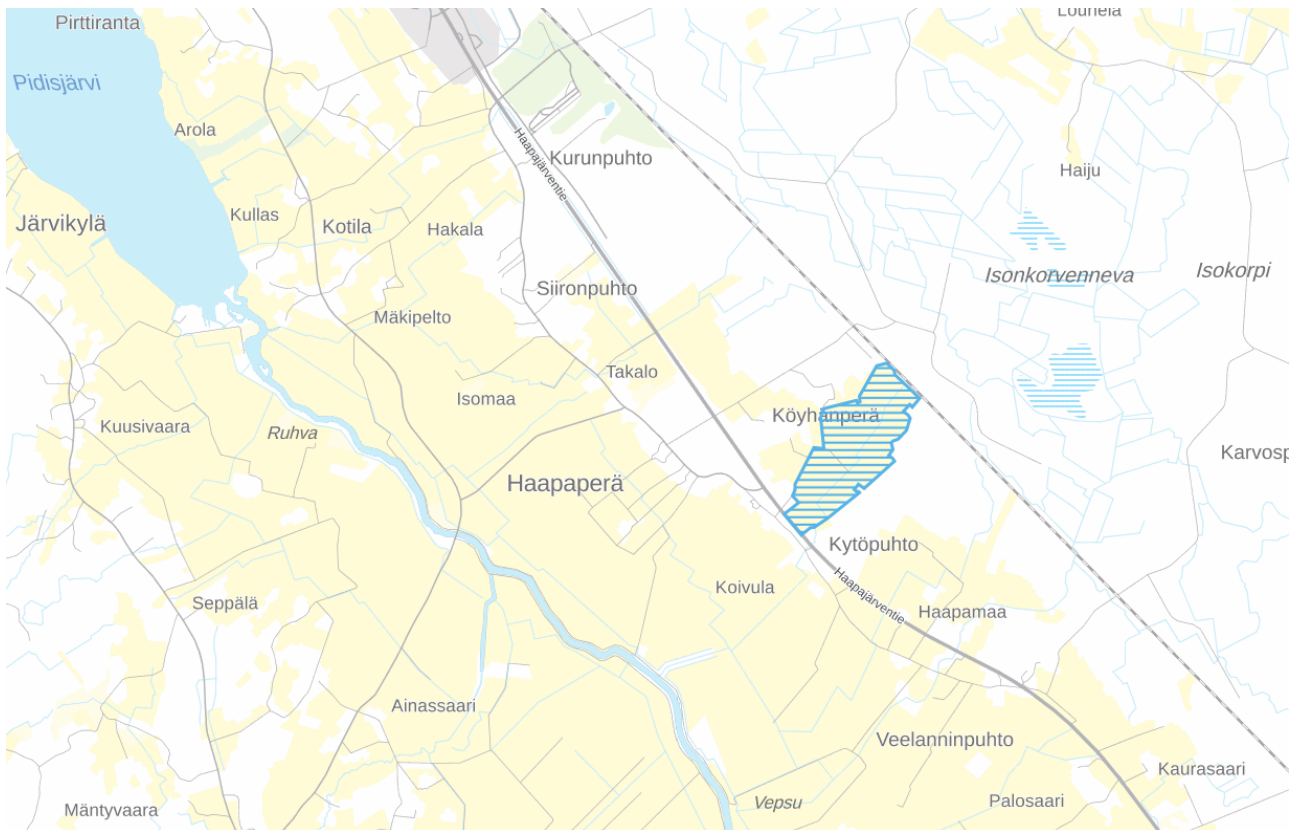 Pirttiranta
Lounela
Pidisjärvi
Arola
Haapajärventie
Kurunpuhto
Haiju
Kullas
Järvikylä
Kotila
Hakala
Isonkorvenneva
Isokorpi
Siironpuhto
Mäkipelto
Takalo
Isomaa
Köyhänperä
Kuusivaara
Ruhva
Karvosp
Haapaperä
Kytöpuhto
Koivula
Haapajärventie
Seppälä
Haapamaa
Ainassaari
Veelanninpuhto
Kaurasaari
Vepsu
Palosaari
Mäntyvaara